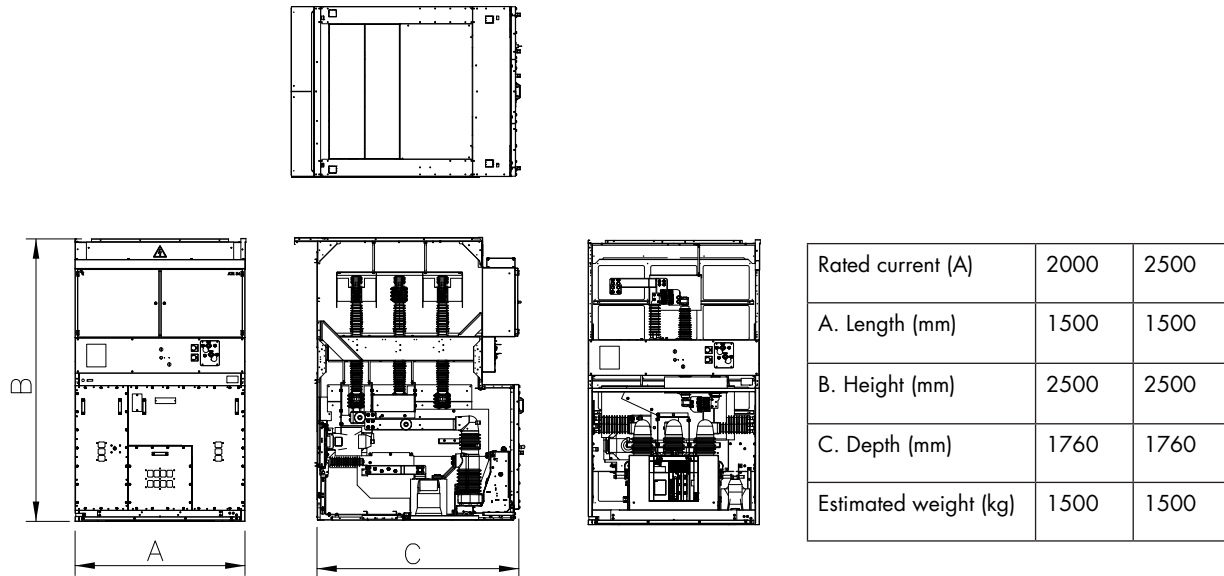 B
A
C
Rated current (A) 2000 2500
A. Length (mm) 1500 1500
B. Height (mm) 2500 2500
C. Depth (mm) 1760 1760
Estimated weight (kg) 1500 1500